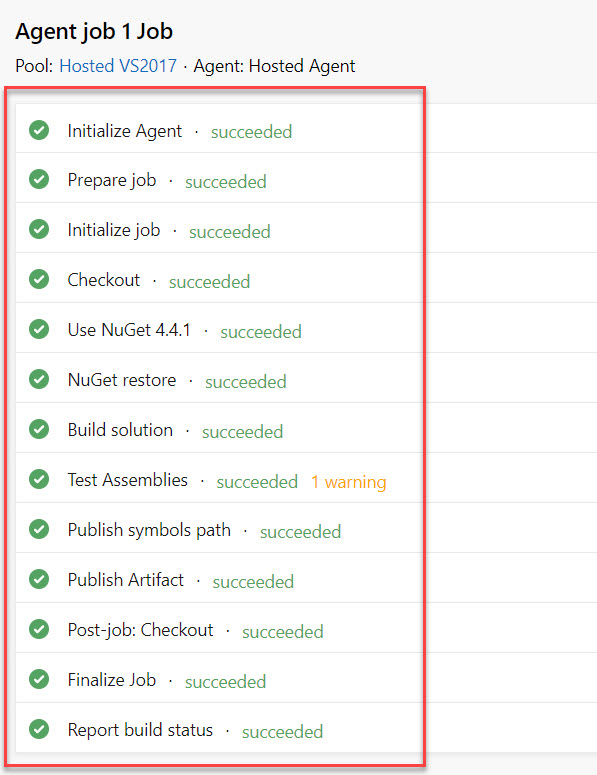 Agent job 1 Job
Pool: Hosted VS2017 · Agent: Hosted Agent
Initialize Agent · succeeded
Prepare job · succeeded
Initialize job · succeeded
Checkout · succeeded
Use NuGet 4.4.1 · succeeded
NuGet restore · succeeded
Build solution · succeeded
Test Assemblies · succeeded 1 warning
Publish symbols path · succeeded
Publish Artifact · succeeded
Post-job: Checkout · succeeded
Finalize Job · succeeded
Report build status · succeeded